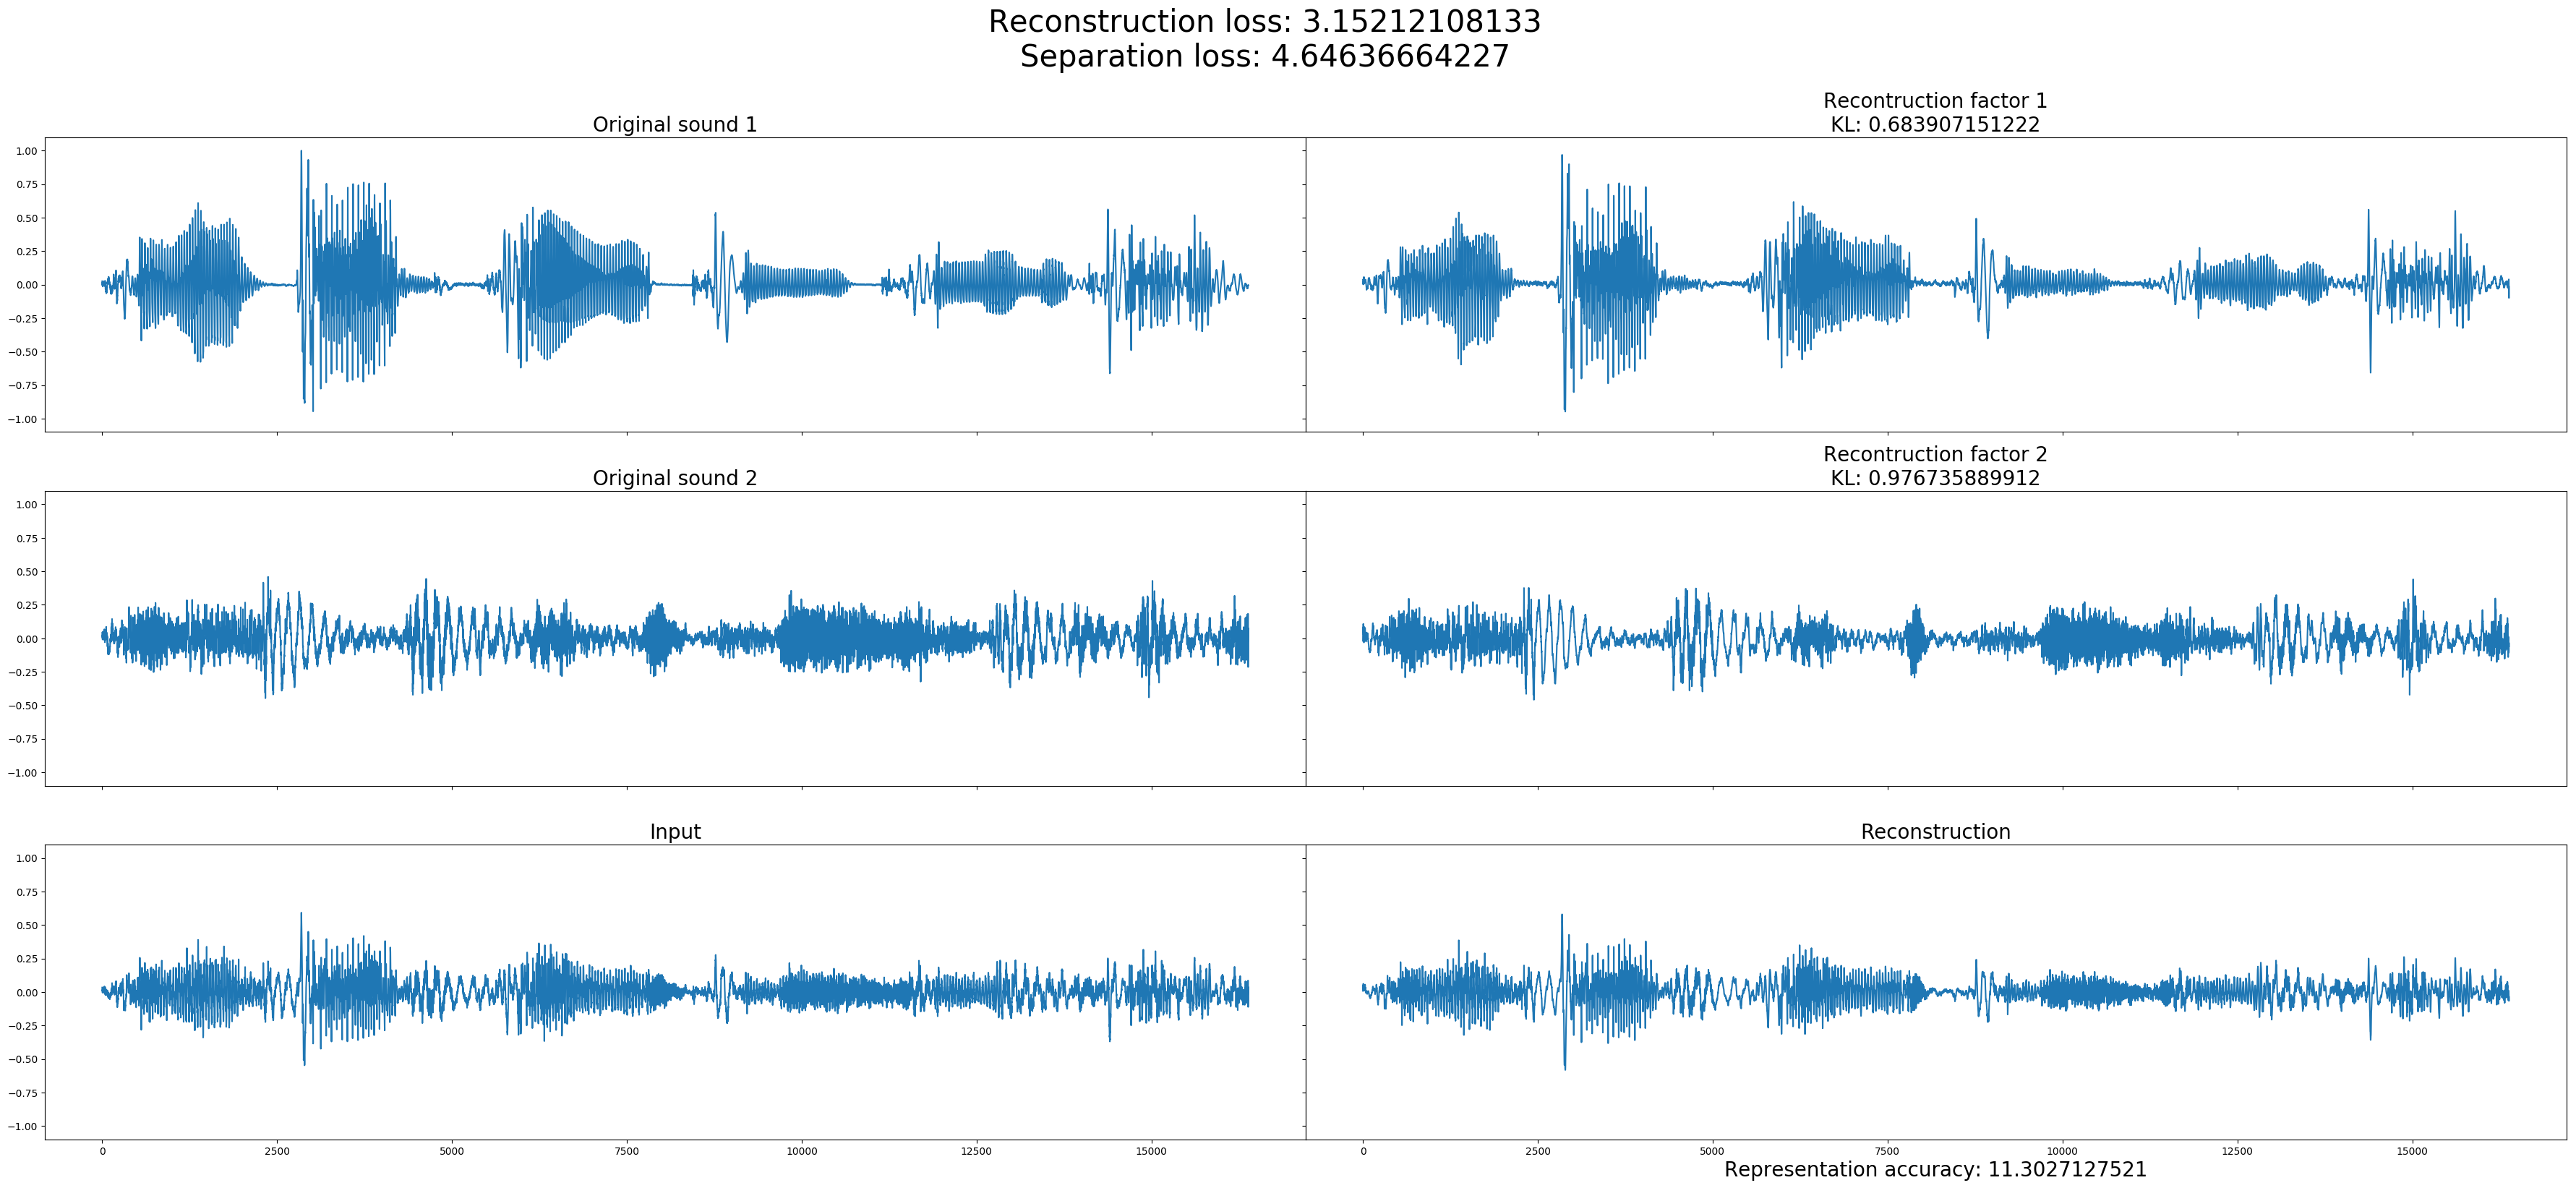 Reconstruction loss: 3.15212108133
Separation loss: 4.64636664227
Original sound 1
Recontruction factor 1
KL: 0.683907151222
1.00
0.75
0.50
0.25
0.00
−0.25
−0.50
−0.75
−1.00
Original sound 2
Recontruction factor 2
KL: 0.976735889912
1.00
0.75
0.50
0.25
0.00
−0.25
−0.50
−0.75
−1.00
Input
Reconstruction
1.00
0.75
0.50
0.25
0.00
−0.25
−0.50
−0.75
−1.00
0 2500 5000 7500 10000 12500 15000
0 2500 5000 7500 10000 12500 15000
Representation accuracy: 11.3027127521